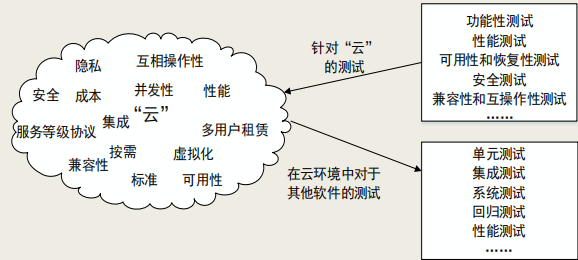 隐私
互相操作性
安全
成本
并发性
性能
“云”
集成
服务等级协议
多用户租赁
按需
虚拟化
兼容性
标准
可用性
针对“云”
的测试
在云环境中对于
其他软件的测试
功能性测试
性能测试
可用性和恢复性测试
安全测试
兼容性和互操作性测试
……
单元测试
集成测试
系统测试
回归测试
性能测试
……